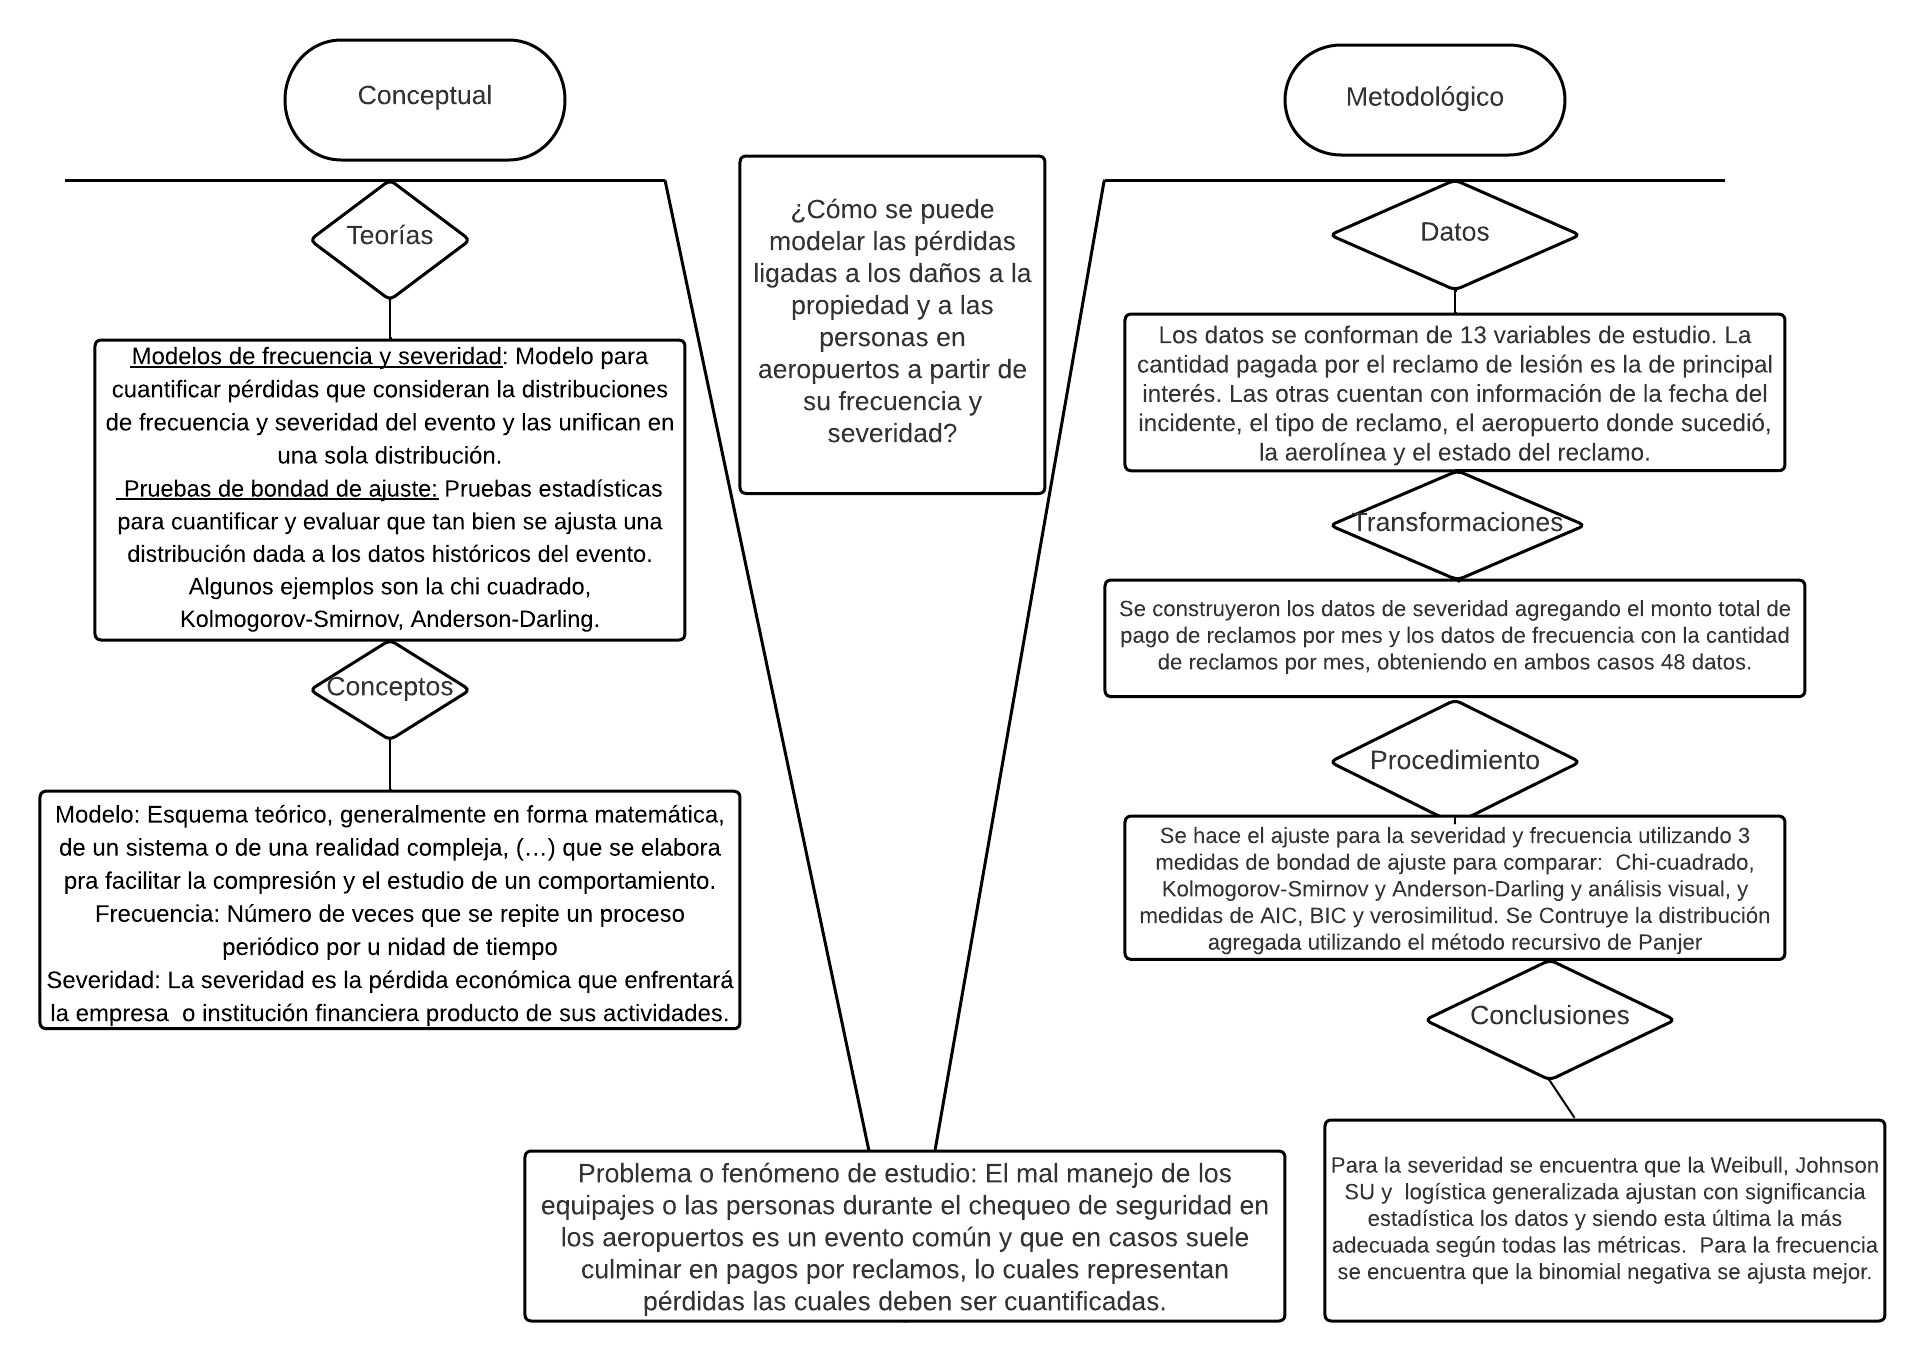 Conceptual
Teorías
Modelos de frecuencia y severidad: Modelo para
cuantificar pérdidas que consideran la distribuciones
de frecuencia y severidad del evento y las unifican en
una sola distribución.
Pruebas de bondad de ajuste: Pruebas estadísticas
para cuantificar y evaluar que tan bien se ajusta una
distribución dada a los datos históricos del evento.
Algunos ejemplos son la chi cuadrado,
Kolmogorov-Smirnov, Anderson-Darling.
Conceptos
Modelo: Esquema teórico, generalmente en forma matemática,
de un sistema o de una realidad compleja, (…) que se elabora
pra facilitar la compresión y el estudio de un comportamiento.
Frecuencia: Número de veces que se repite un proceso
periódico por u nidad de tiempo
Severidad: La severidad es la pérdida económica que enfrentará
la empresa  o institución financiera producto de sus actividades.
¿Cómo se puede
modelar las pérdidas
ligadas a los daños a la
propiedad y a las
personas en
aeropuertos a partir de
su frecuencia y
severidad?
Metodológico
Datos
Los datos se conforman de 13 variables de estudio. La
cantidad pagada por el reclamo de lesión es la de principal
interés. Las otras cuentan con información de la fecha del
incidente, el tipo de reclamo, el aeropuerto donde sucedió,
la aerolínea y el estado del reclamo.
Transformaciones
Se construyeron los datos de severidad agregando el monto total de
pago de reclamos por mes y los datos de frecuencia con la cantidad
de reclamos por mes, obteniendo en ambos casos 48 datos.
Procedimiento
Se hace el ajuste para la severidad y frecuencia utilizando 3
medidas de bondad de ajuste para comparar:  Chi-cuadrado,
Kolmogorov-Smirnov y Anderson-Darling y análisis visual, y
medidas de AIC, BIC y verosimilitud. Se Contruye la distribución
agregada utilizando el método recursivo de Panjer
Conclusiones
Para la severidad se encuentra que la Weibull, Johnson
SU y  logística generalizada ajustan con significancia
estadística los datos y siendo esta última la más
adecuada según todas las métricas.  Para la frecuencia
se encuentra que la binomial negativa se ajusta mejor.
Problema o fenómeno de estudio: El mal manejo de los
equipajes o las personas durante el chequeo de seguridad en
los aeropuertos es un evento común y que en casos suele
culminar en pagos por reclamos, lo cuales representan
pérdidas las cuales deben ser cuantificadas.